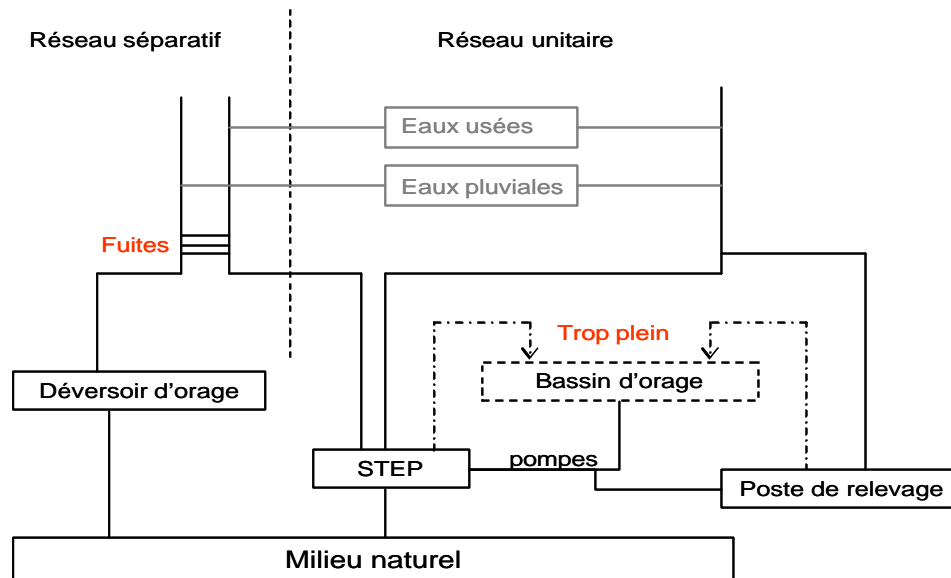 Réseau séparatif
Réseau unitaire
Eaux usées
Eaux pluviales
Fuites
Trop plein
Bassin d'orage
Déversoir d'orage
pompes
STEP
Poste de relevage
Milieu naturel